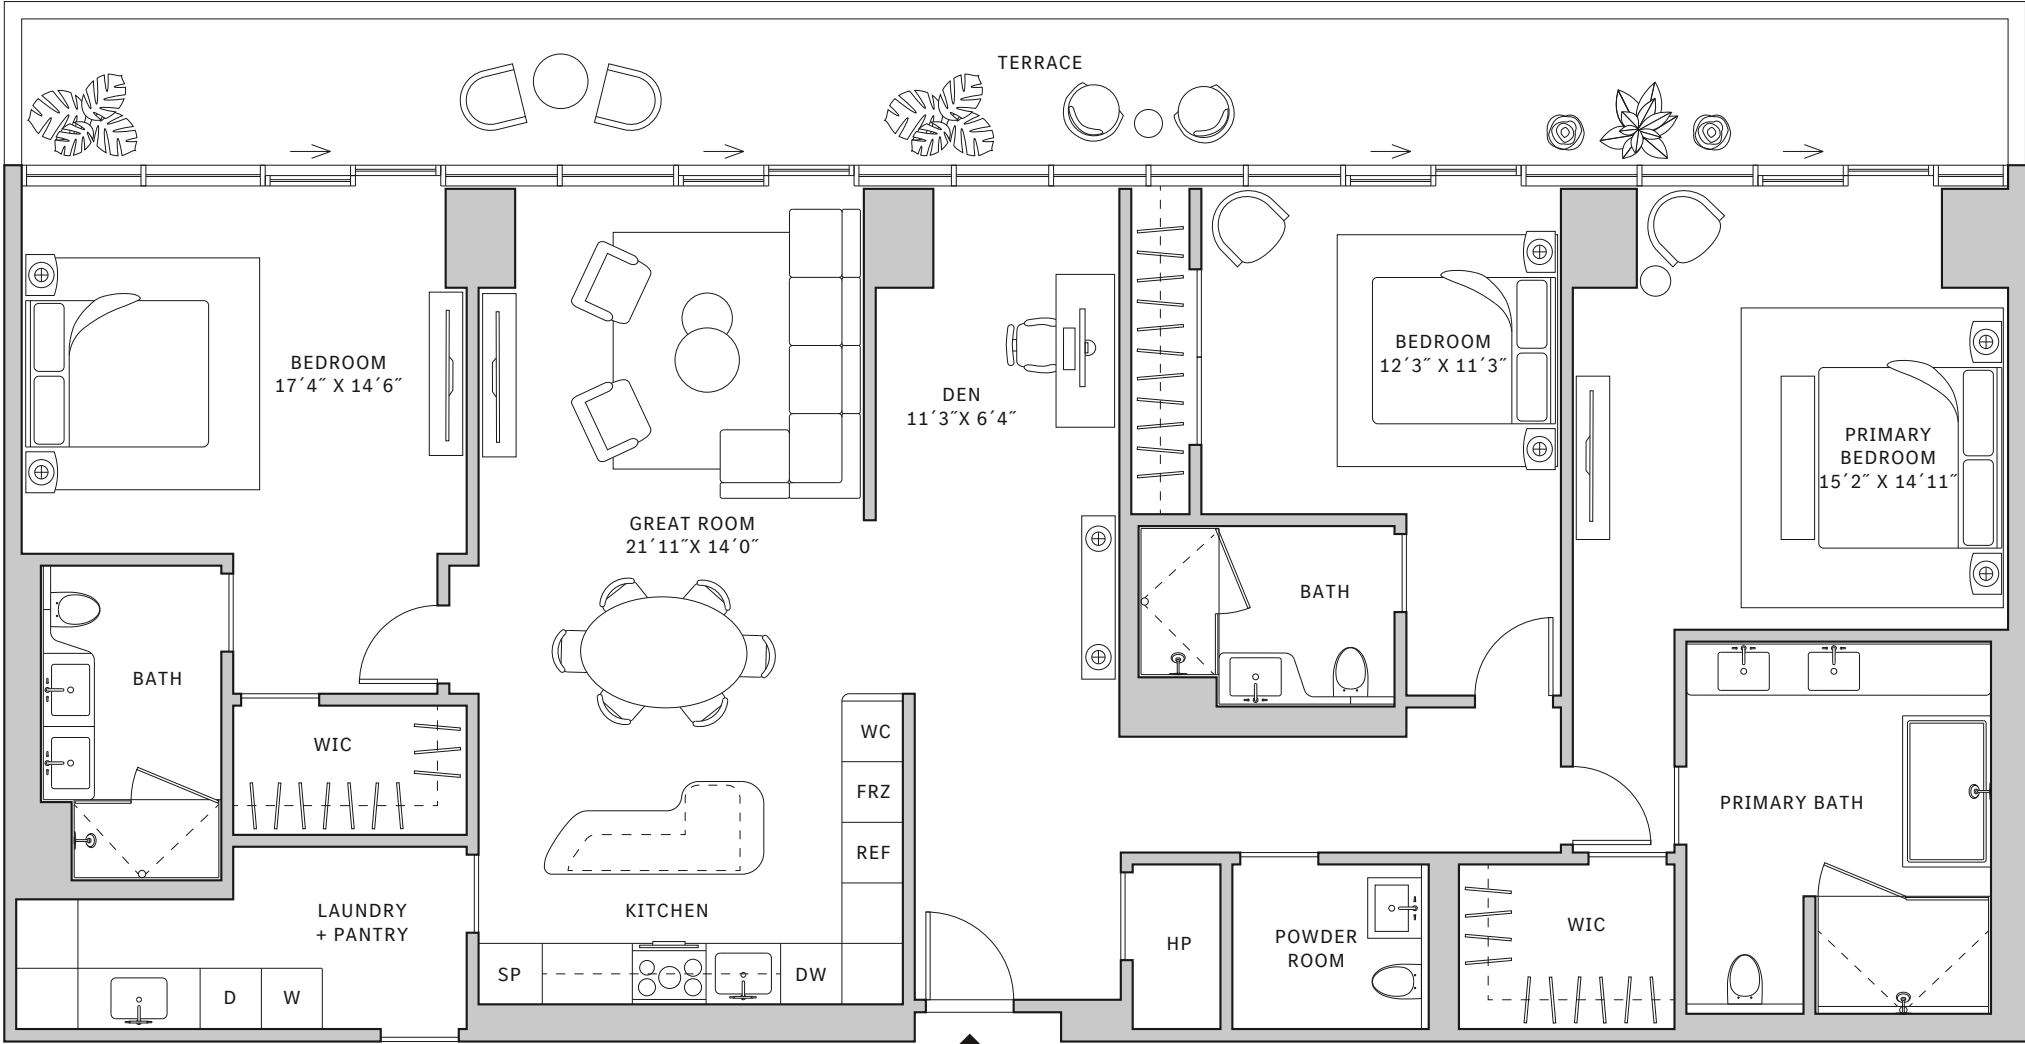 TERRACE
BEDROOM
17´4˝ X 14´6˝
GREAT ROOM
21´11˝X 14´0˝
DEN
11´3˝X 6´4˝
BEDROOM
12´3˝ X 11´3˝
PRIMARY
BEDROOM
15´2˝ X 14´11˝
BATH
BATH
WIC
WC
FRZ
REF
PRIMARY BATH
LAUNDRY
+ PANTRY
KITCHEN
SP
DW
D
W
HP
POWDER
ROOM
WIC